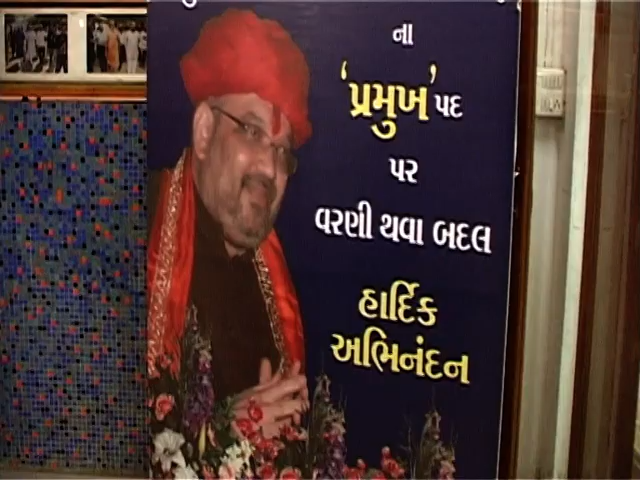 ના
'પ્રમુખ' પદ
પર
વરણી થવા બદલ
હાર્દિક
અભિનંદન